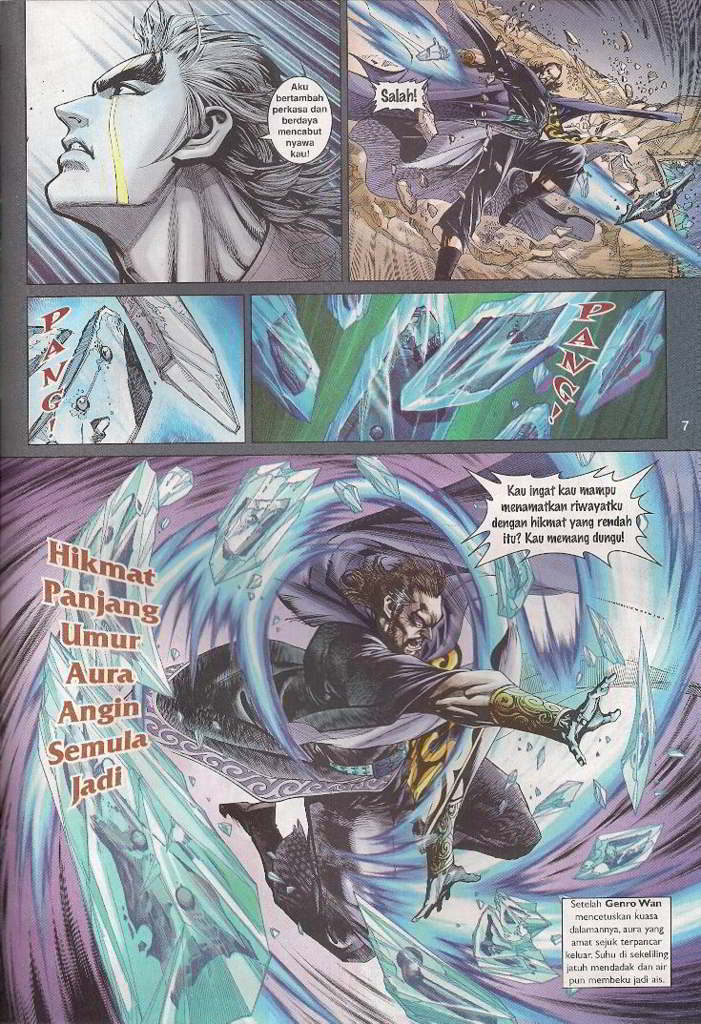 Aku
bertambah
perkasa dan
berdaya
mencabut
nyawa
kau!
Salah!
PANG!
PANG!
7
Kau ingat kau mampu
menamatkan riwayatku
dengan hikmat yang rendah
itu? Kau memang dungu!
Hikmat
Panjang
Umur
Aura
Angin
Semula
Jadi
Setelah Genro Wan
mencetuskan kuasa
dalamannya, aura yang
amat sejuk terpancar
keluar. Suhu di sekeliling
jatuh mendadak dan air
pun membeku jadi ais.